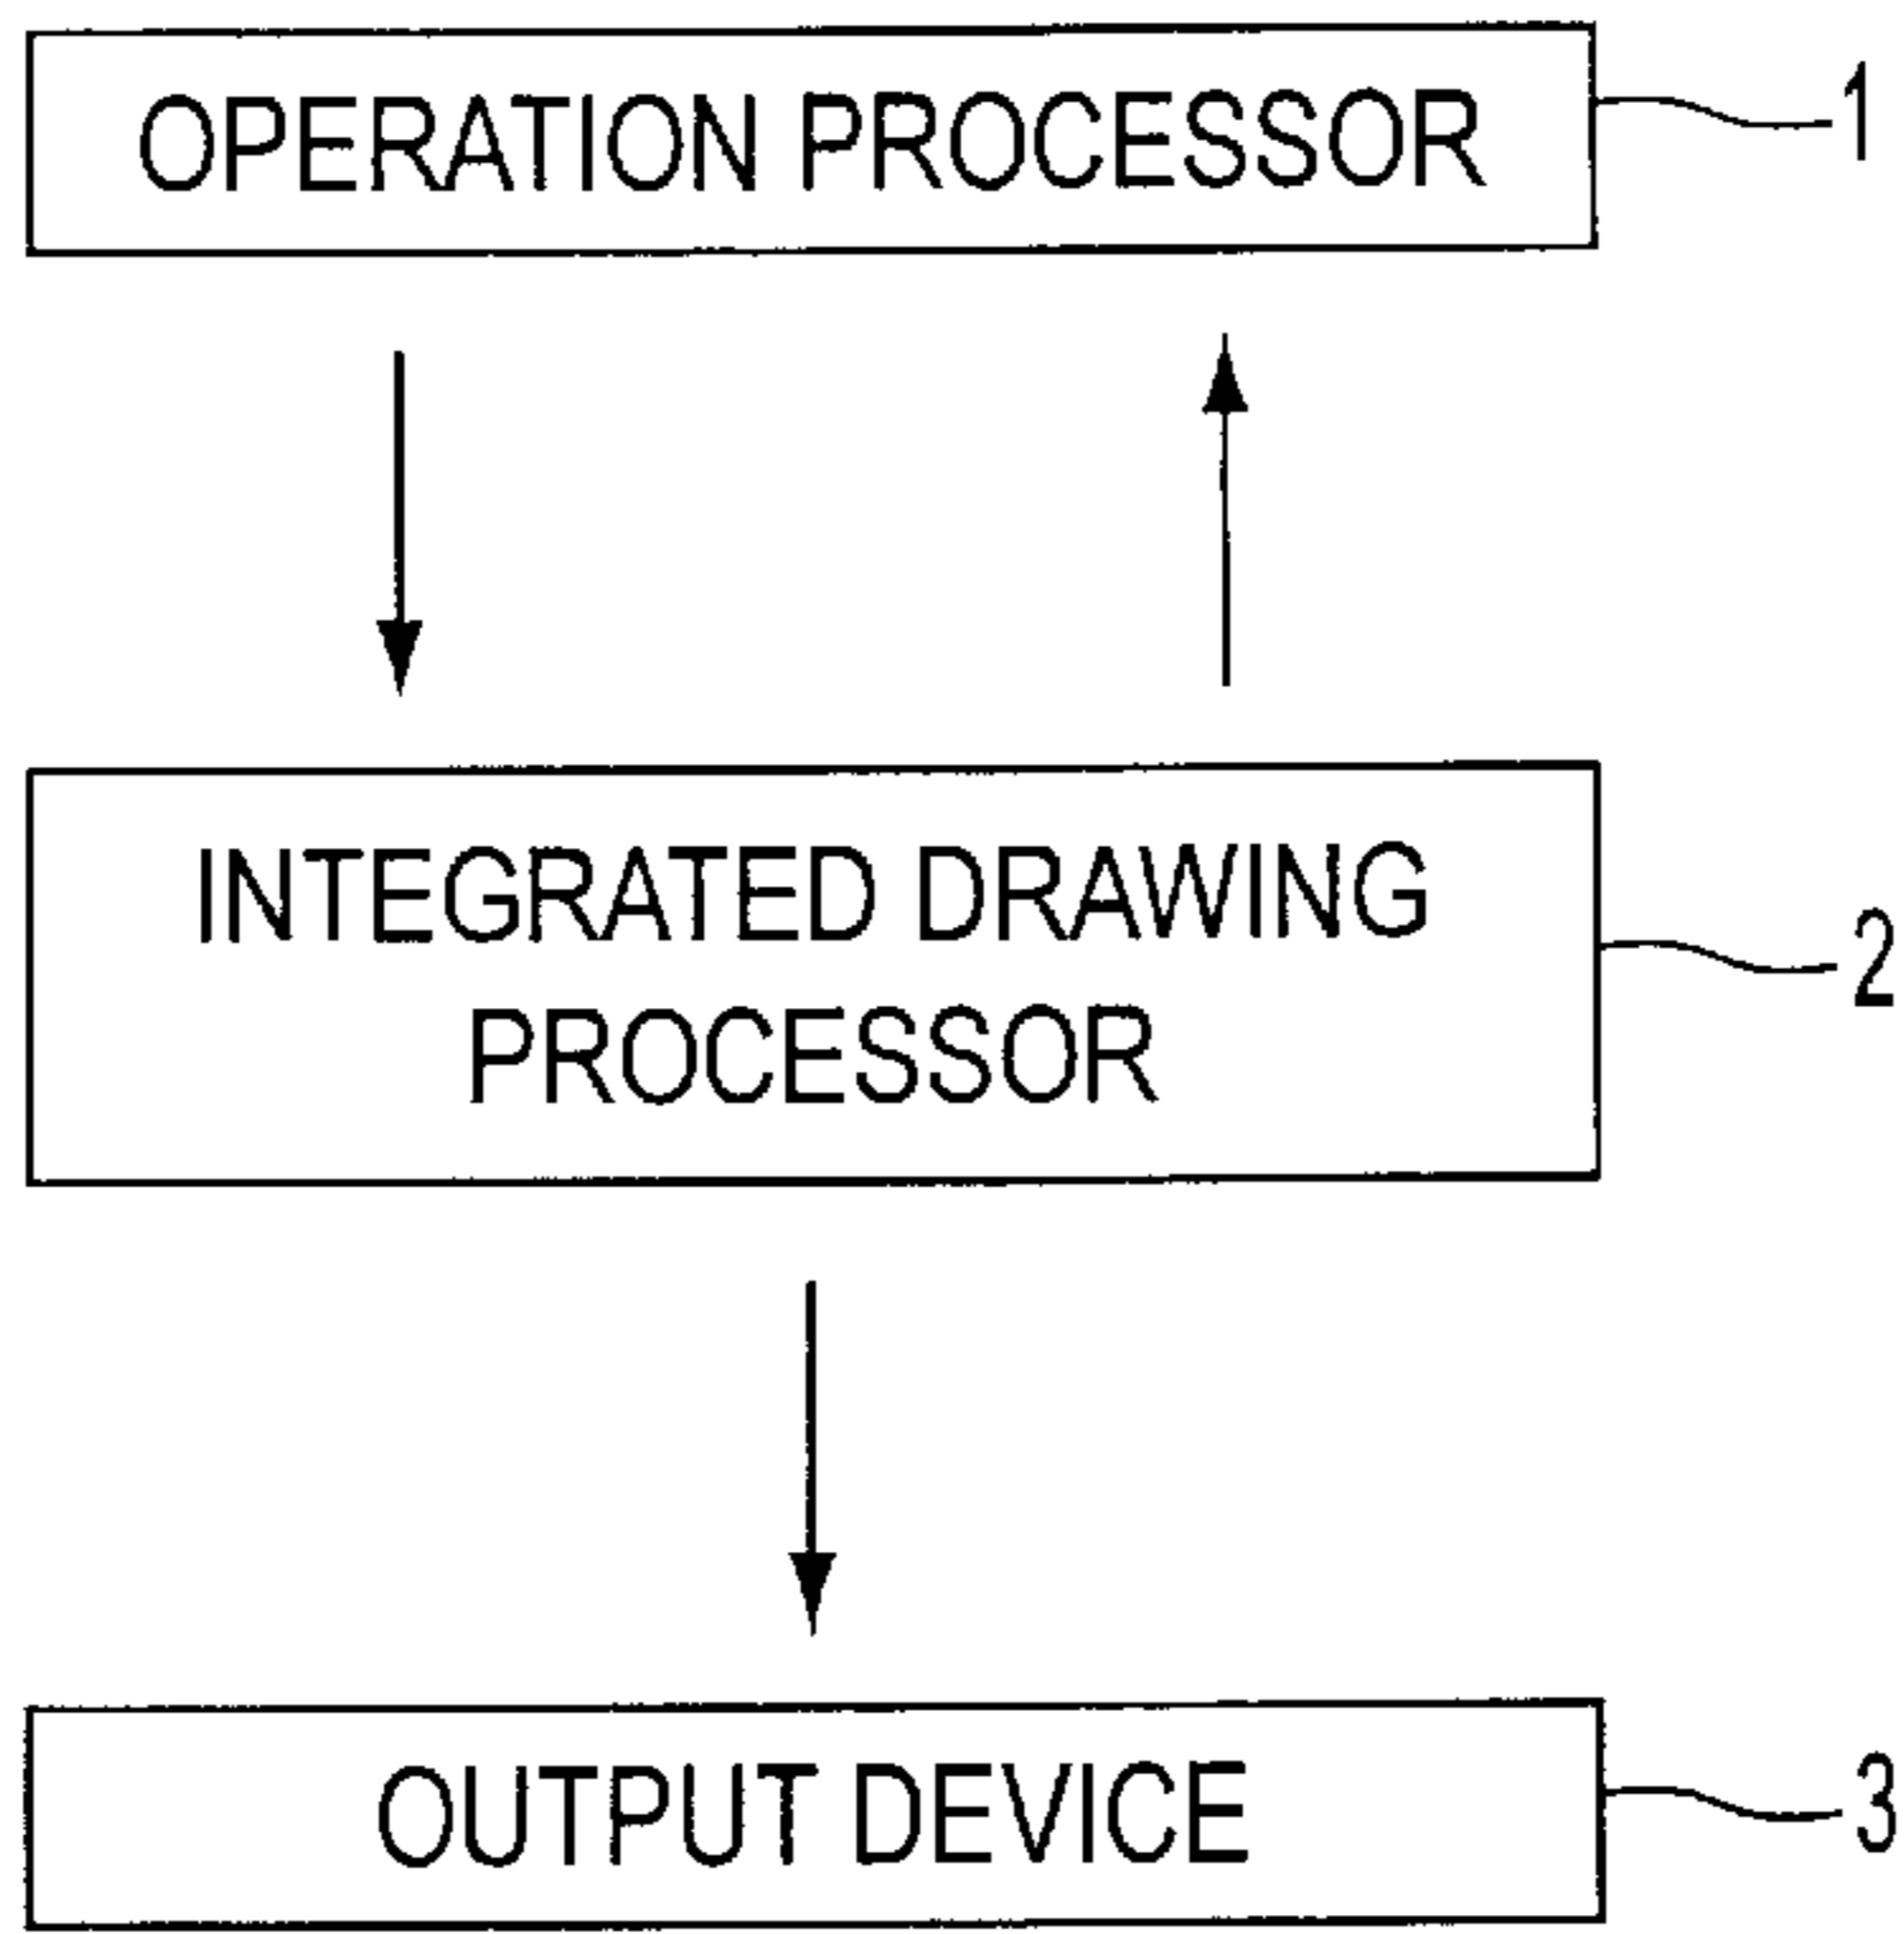 OPERATION PROCESSOR
1
INTEGRATED DRAWING
PROCESSOR
2
OUTPUT DEVICE
3